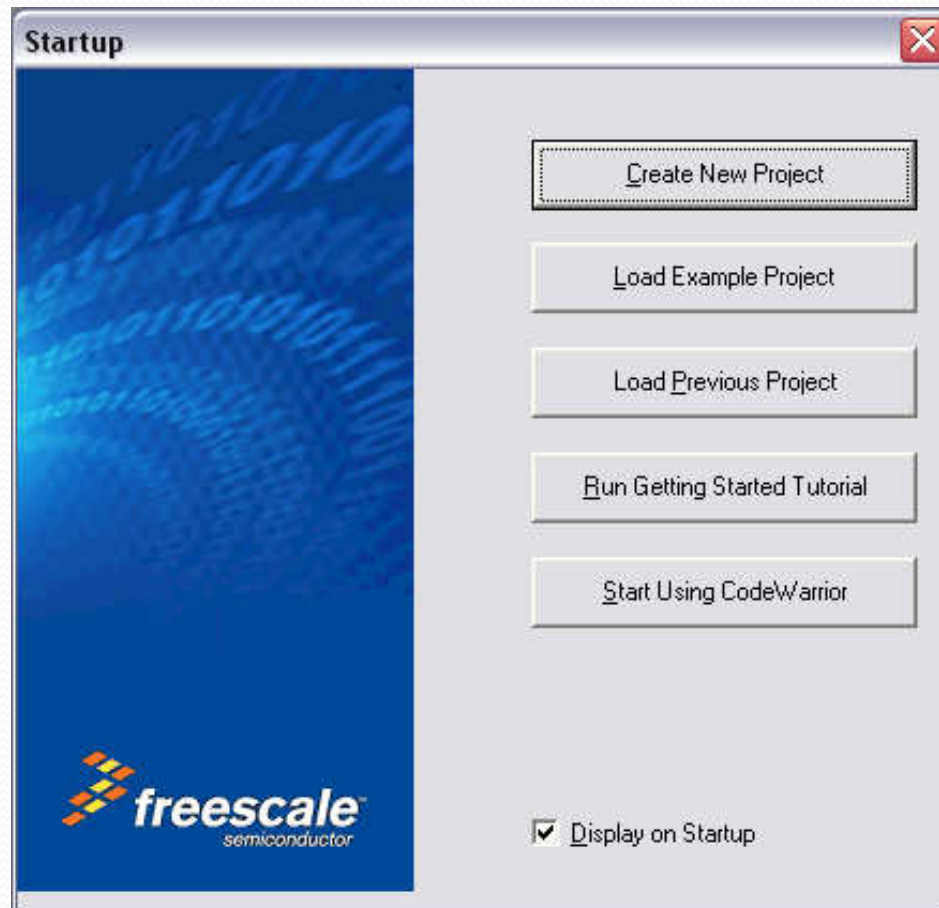 Startup
Create New Project
Load Example Project
Load Previous Project
Run Getting Started Tutorial
Start Using CodeWarrior
freescale™
semiconductor
Display on Startup